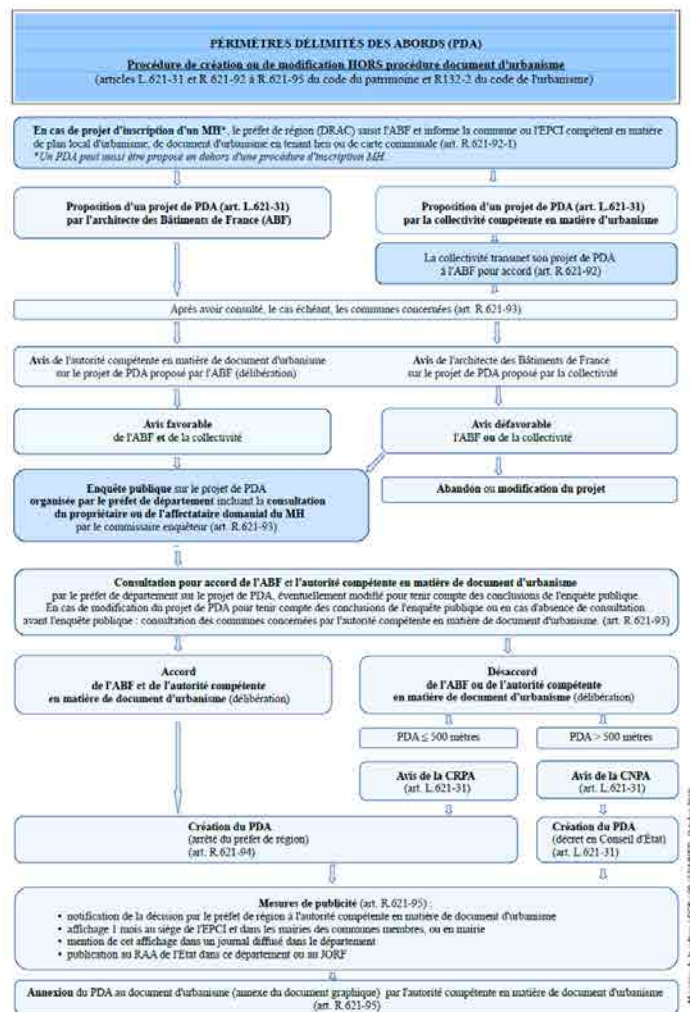 PÉRIMÈTRES DÉLIMITÉS DES ABORDS (PDA)
Procédure de création ou de modification HORS procédure document d'urbanisme
(articles L.621-31 et R.621-92 à R.621-95 du code du patrimoine et R132-2 du code de l'urbanisme)
En cas de projet d'inscription d'un MH*, le préfet de région (DRAC) saisit l'ABF et informe la commune ou l'EPCI compétent en matière
de plan local d'urbanisme, de document d'urbanisme en tenant lieu ou de carte communale (art. R.621-92-1)
*Un PDA peut aussi être proposé en dehors d'une procédure d'inscription MH.
Proposition d'un projet de PDA (art. L.621-31)
par l'architecte des Bâtiments de France (ABF)
Proposition d'un projet de PDA (art. L.621-31)
par la collectivité compétente en matière d'urbanisme
La collectivité transmet son projet de PDA
à l'ABF pour accord (art. R.621-92)
Après avoir consulté, le cas échéant, les communes concernées (art. R.621-93)
Avis de l'autorité compétente en matière de document d'urbanisme
sur le projet de PDA proposé par l'ABF (délibération)
Avis de l'architecte des Bâtiments de France
sur le projet de PDA proposé par la collectivité
Avis favorable
de l'ABF et de la collectivité
Avis défavorable
l'ABF ou de la collectivité
Enquête publique sur le projet de PDA
organisée par le préfet de département incluant la consultation
du propriétaire ou de l'affectataire domanial du MH
par le commissaire enquêteur (art. R.621-93)
Abandon ou modification du projet
Consultation pour accord de l'ABF et l'autorité compétente en matière de document d'urbanisme
par le préfet de département sur le projet de PDA, éventuellement modifié pour tenir compte des conclusions de l'enquête publique.
En cas de modification du projet de PDA pour tenir compte des conclusions de l'enquête publique ou en cas d'absence de consultation
avant l'enquête publique : consultation des communes concernées par l'autorité compétente en matière de document d'urbanisme. (art. R.621-93)
Accord
de l'ABF et de l'autorité compétente
en matière de document d'urbanisme (délibération)
Désaccord
de l'ABF ou de l'autorité compétente
en matière de document d'urbanisme (délibération)
PDA ≤ 500 mètres
PDA > 500 mètres
Avis de la CRPA
(art. L.621-31)
Avis de la CNPA
(art. L.621-31)
Création du PDA
(arrêté du préfet de région)
(art. R.621-94)
Création du PDA
(décret en Conseil d'État)
(art. L.621-31)
Mesures de publicité (art. R.621-95) :
• notification de la décision par le préfet de région à l'autorité compétente en matière de document d'urbanisme
• affichage 1 mois au siège de l'EPCI et dans les mairies des communes membres, ou en mairie
• mention de cet affichage dans un journal diffusé dans le département
• publication au RAA de l'État dans ce département ou au JORF
Annexion du PDA au document d'urbanisme (annexe du document graphique) par l'autorité compétente en matière de document d'urbanisme
(art. R.621-95)